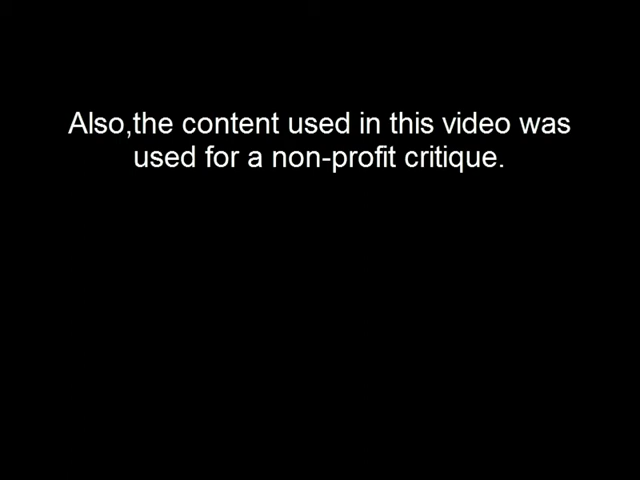 Also,the content used in this video was
used for a non-profit critique.